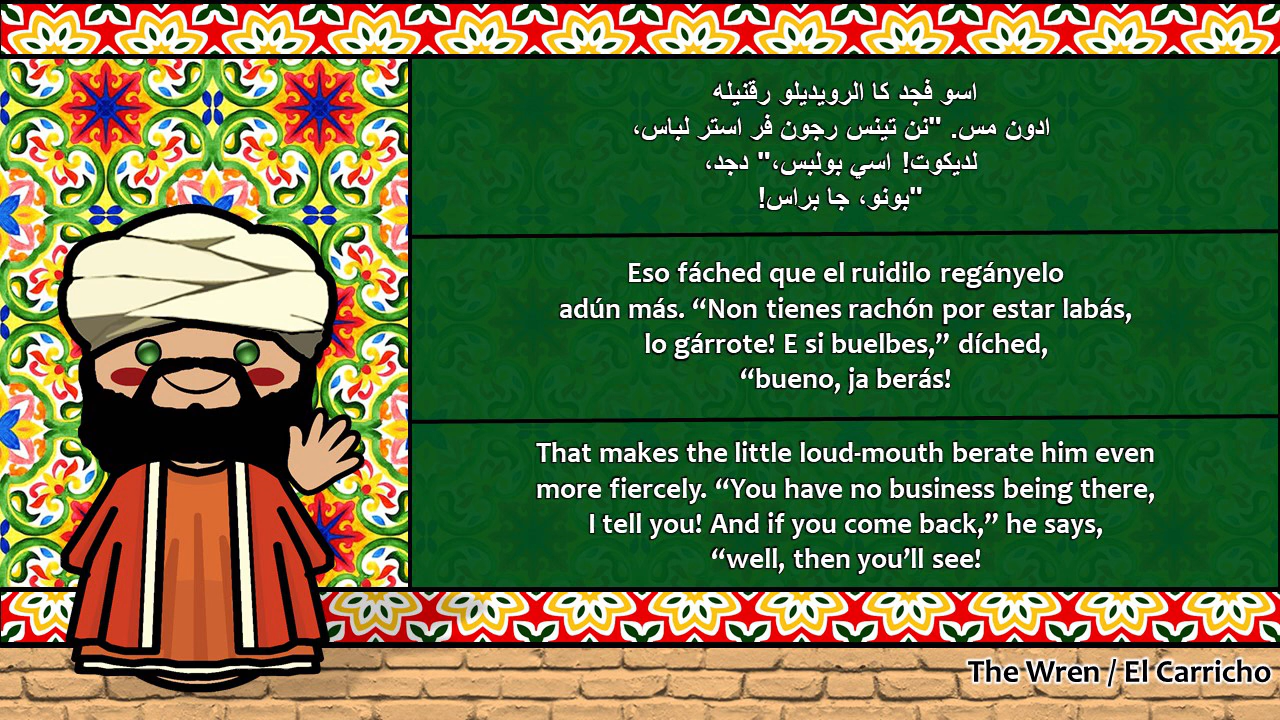 اسو فجد كا الرويديلو رقنيله
ادون مس. "نن تينس رجون فر استر لباس،
لديكوت! اسي بولبس،" دجد،
"بونو، جا براس!
Eso fáched que el ruidilo regányelo
adún más. “Non tienes rachón por estar labás,
lo gárrote! E si buelbes,” díched,
“bueno, ja berás!
That makes the little loud-mouth berate him even
more fiercely. “You have no business being there,
I tell you! And if you come back,” he says,
“well, then you’ll see!
The Wren / El Carricho